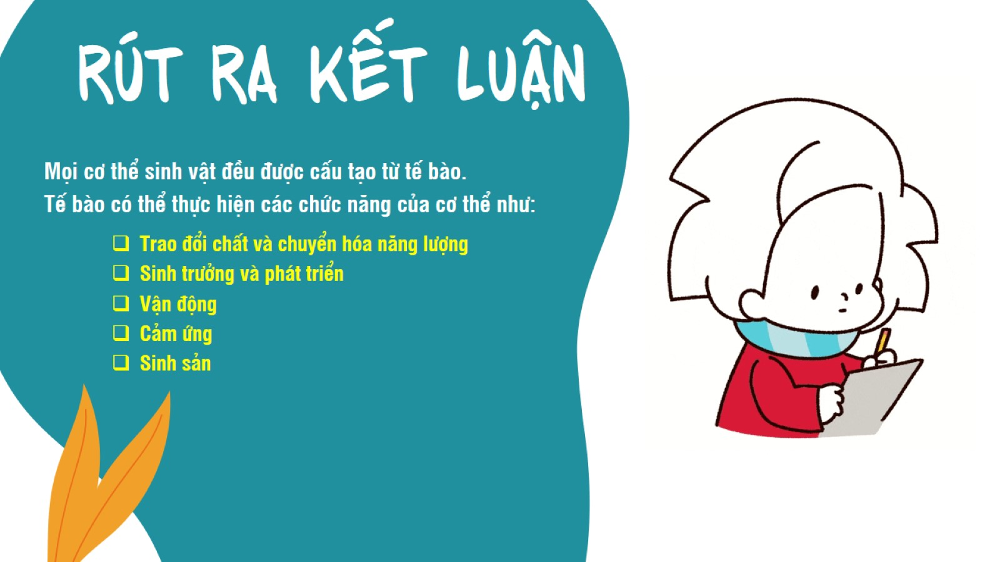 RÚT RA KẾT LUẬN
Mọi cơ thể sinh vật đều được cấu tạo từ tế bào.
Tế bào có thể thực hiện các chức năng của cơ thể như:
❑ Trao đổi chất và chuyển hóa năng lượng
❑ Sinh trưởng và phát triển
❑ Vận động
❑ Cảm ứng
❑ Sinh sản